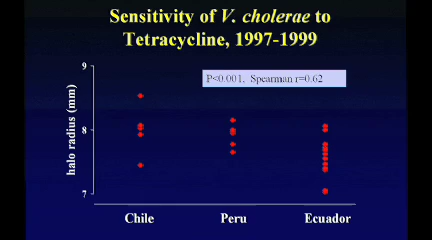 Sensitivity of V. cholerae to
Tetracycline, 1997-1999
9
P<0.001, Spearman r=0.62
halo radius (mm)
8
7
Chile Peru Ecuador